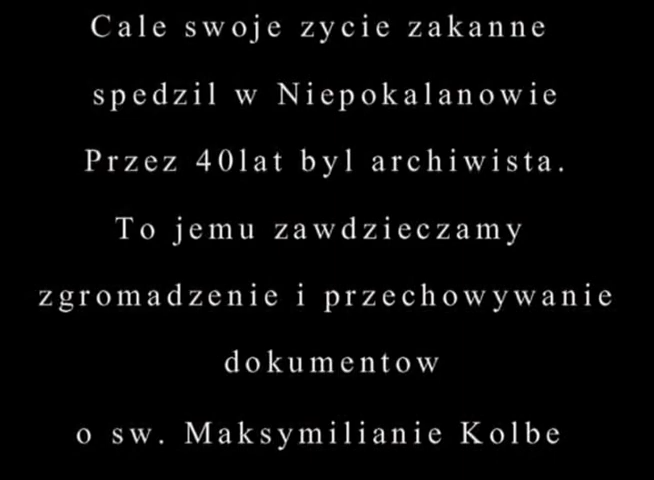 Cale swoje zycie zakanne
spedzil w Niepokalanowie
Przez 40lat byl archiwista.
To jemu zawdzieczamy
zgromadzenie i przechowywanie
dokumentow
o sw. Maksymilianie Kolbe